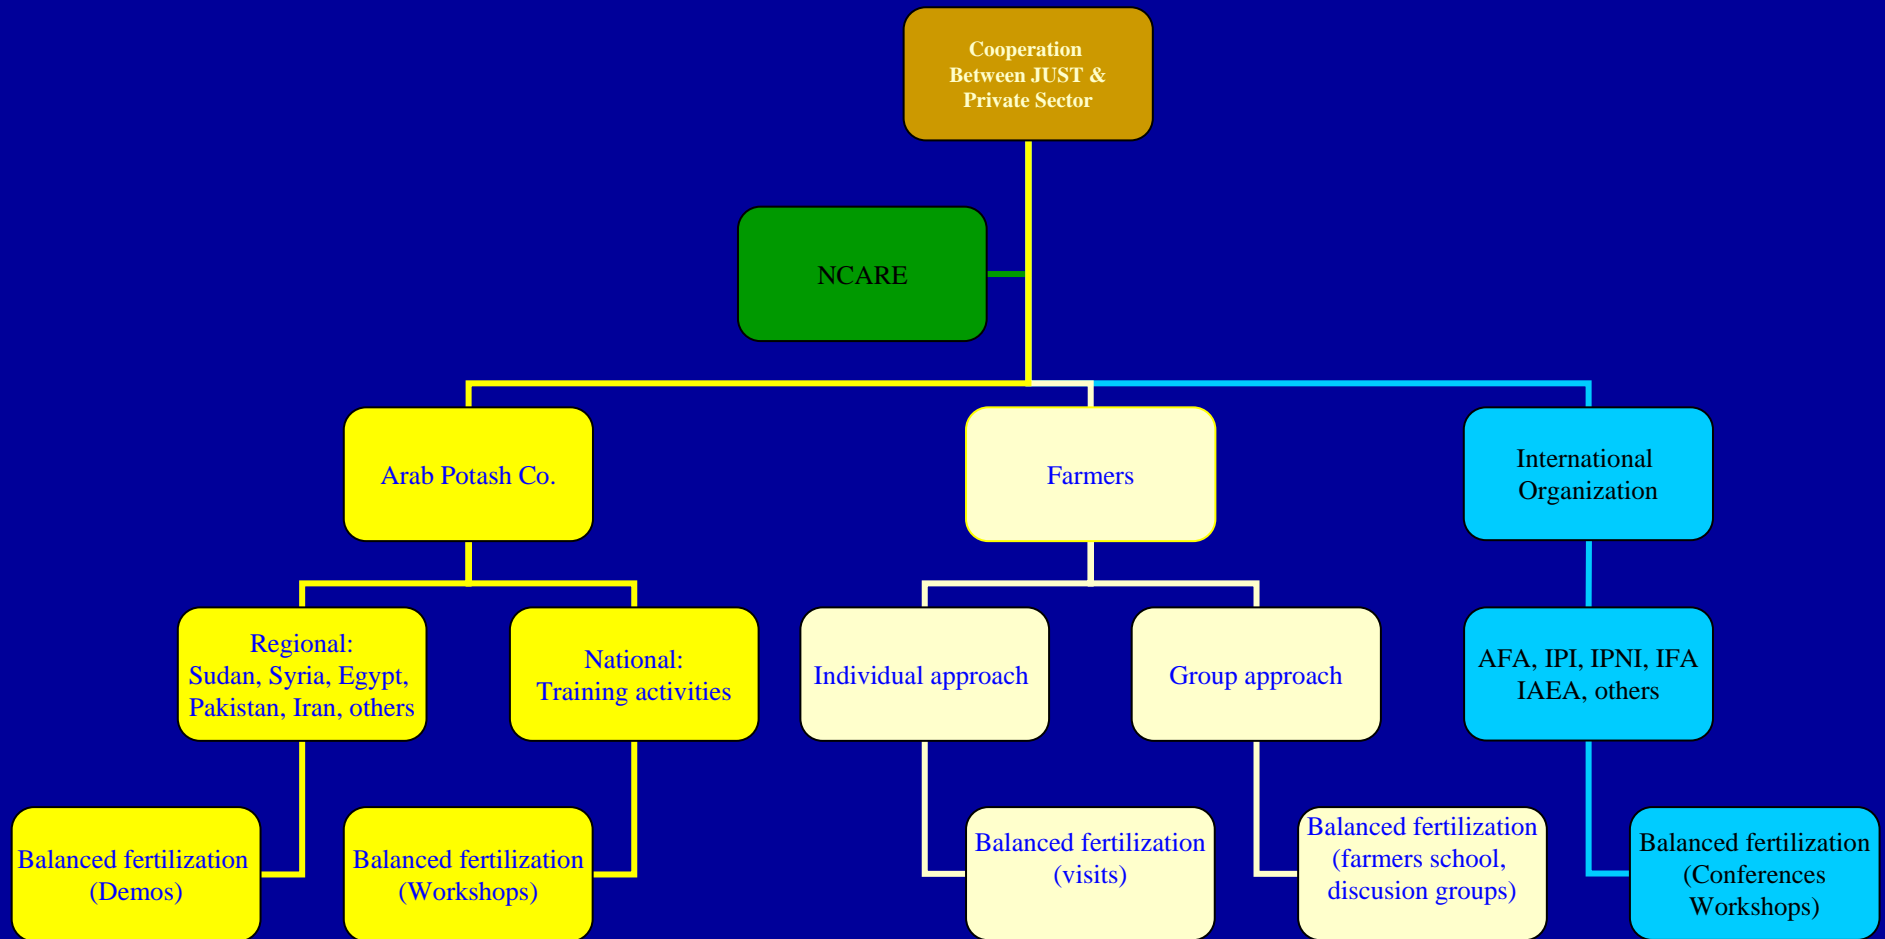 Cooperation
Between JUST &
Private Sector
NCARE
Arab Potash Co.
Farmers
International
Organization
Regional:
Sudan, Syria, Egypt,
Pakistan, Iran, others
National:
Training activities
Individual approach
Group approach
AFA, IPI, IPNI, IFA
IAEA, others
Balanced fertilization
(Demos)
Balanced fertilization
(Workshops)
Balanced fertilization
(visits)
Balanced fertilization
(farmers school,
discusion groups)
Balanced fertilization
(Conferences
Workshops)